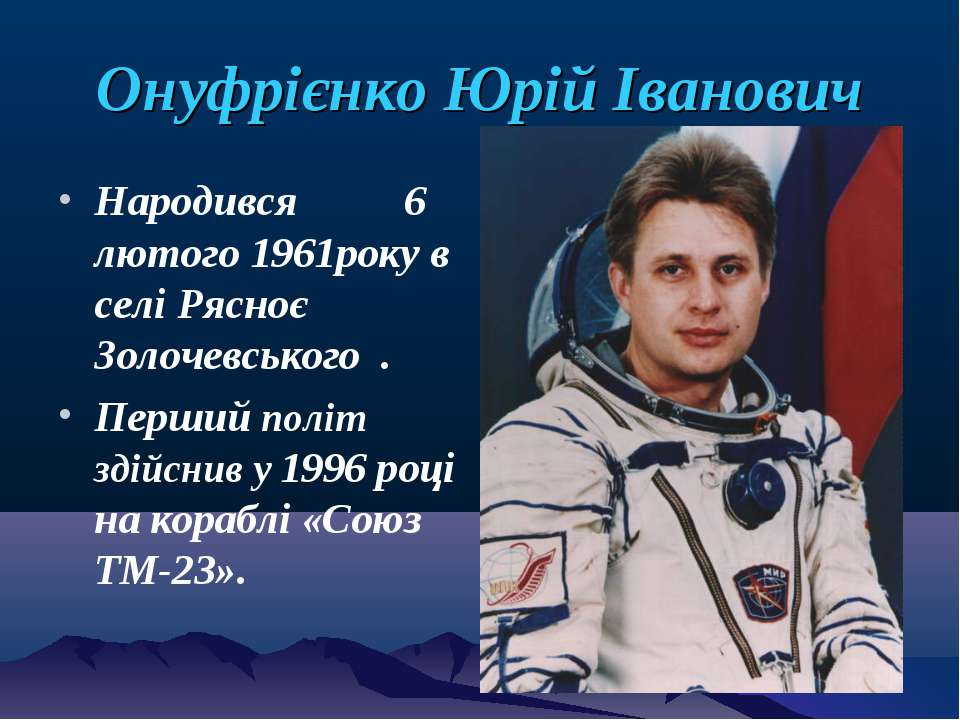 Онуфрієнко Юрій Іванович
• Народився 6
лютого 1961року в
селі Рясноє
Золочевського .
• Перший політ
здійснив у 1996 році
на кораблі «Союз
ТМ-23».
МИР